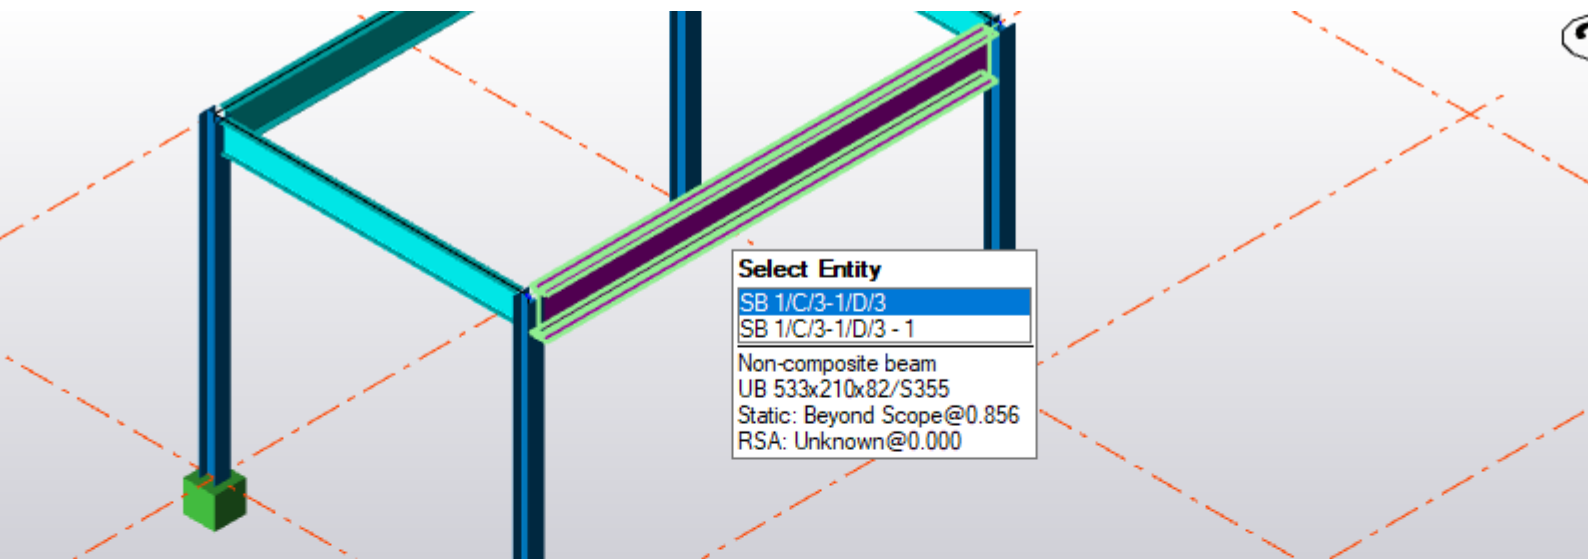 Select Entity
SB 1/C/3-1/D/3
SB 1/C/3-1/D/3 - 1
Non-composite beam
UB 533x210x82/S355
Static: Beyond Scope@0.856
RSA: Unknown@0.000